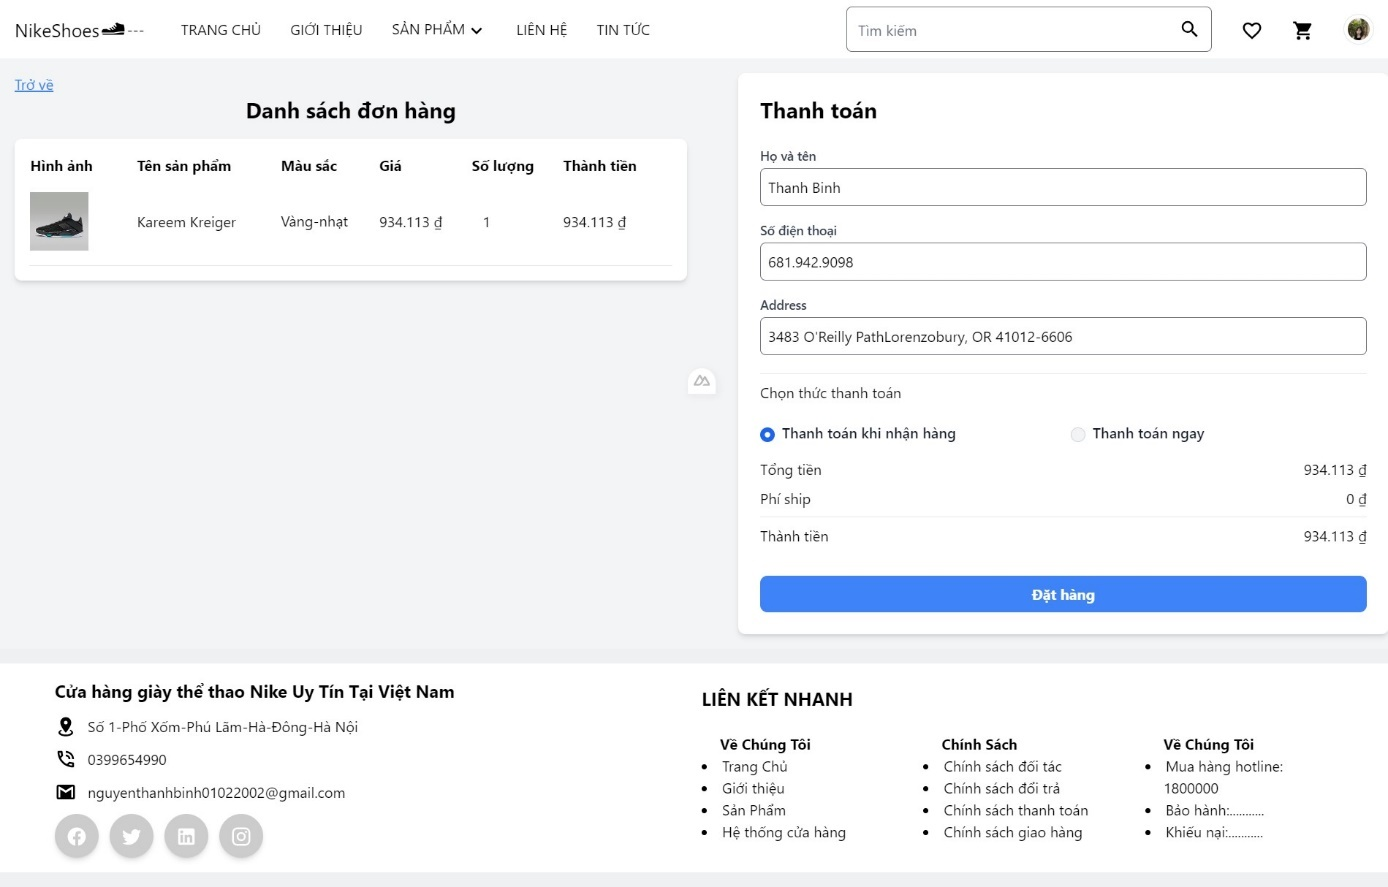 NikeShoes---
TRANG CHỦ
GIỚI THIỆU
SẢN PHẨM
LIÊN HỆ
TIN TỨC
Tìm kiếm
Trở về
Danh sách đơn hàng
Hình ảnh Tên sản phẩm Màu sắc Giá Số lượng Thành tiền
Kareem Kreiger Vàng-nhạt 934.113 ₫ 1 934.113 ₫
Thanh toán
Họ và tên
Thanh Binh
Số điện thoại
681.942.9098
Address
3483 O'Reilly PathLorenzobury, OR 41012-6606
Chọn thức thanh toán
Thanh toán khi nhận hàng Thanh toán ngay
Tổng tiền 934.113 ₫
Phí ship 0 ₫
Thành tiền 934.113 ₫
Đặt hàng
Cửa hàng giày thể thao Nike Uy Tín Tại Việt Nam
Số 1-Phố Xốm-Phú Lãm-Hà-Đông-Hà Nội
0399654990
nguyenthanhbinh01022002@gmail.com
LIÊN KẾT NHANH
Về Chúng Tôi
Trang Chủ
Giới thiệu
Sản Phẩm
Hệ thống cửa hàng
Chính Sách
Chính sách đối tác
Chính sách đổi trả
Chính sách thanh toán
Chính sách giao hàng
Về Chúng Tôi
Mua hàng hotline:
1800000
Bảo hành:...........
Khiếu nại:...........